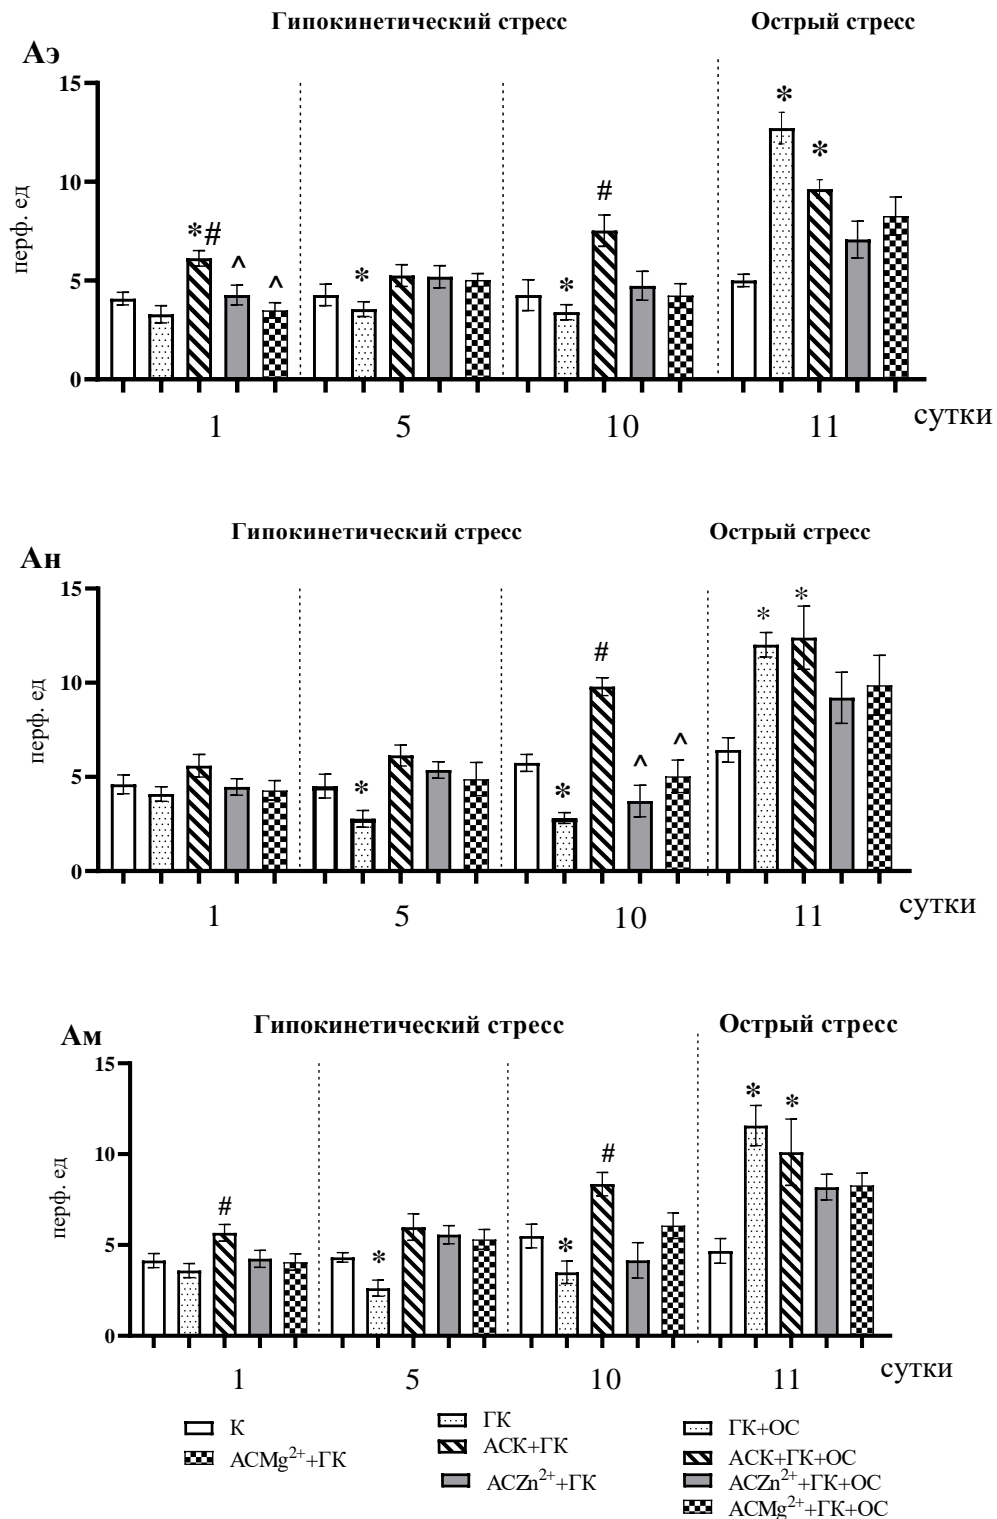 Гипокинетический стресс Острый стресс
Аэ
15
* *
перф. ед
10
#
*# ^ ^ * *
5
0
1 5 10 11 сутки
Гипокинетический стресс Острый стресс
Ан
15
* *
перф. ед
10
#
* * ^ ^
5
0
1 5 10 11 сутки
Гипокинетический стресс Острый стресс
Ам
15
* *
перф. ед
10
#
# * *
5
0
1 5 10 11 сутки
К ГК ГК+ОС
АСMg²⁺+ГК АСК+ГК АСК+ГК+ОС
АСZn²⁺+ГК АСZn²⁺+ГК+ОС
АСMg²⁺+ГК+ОС